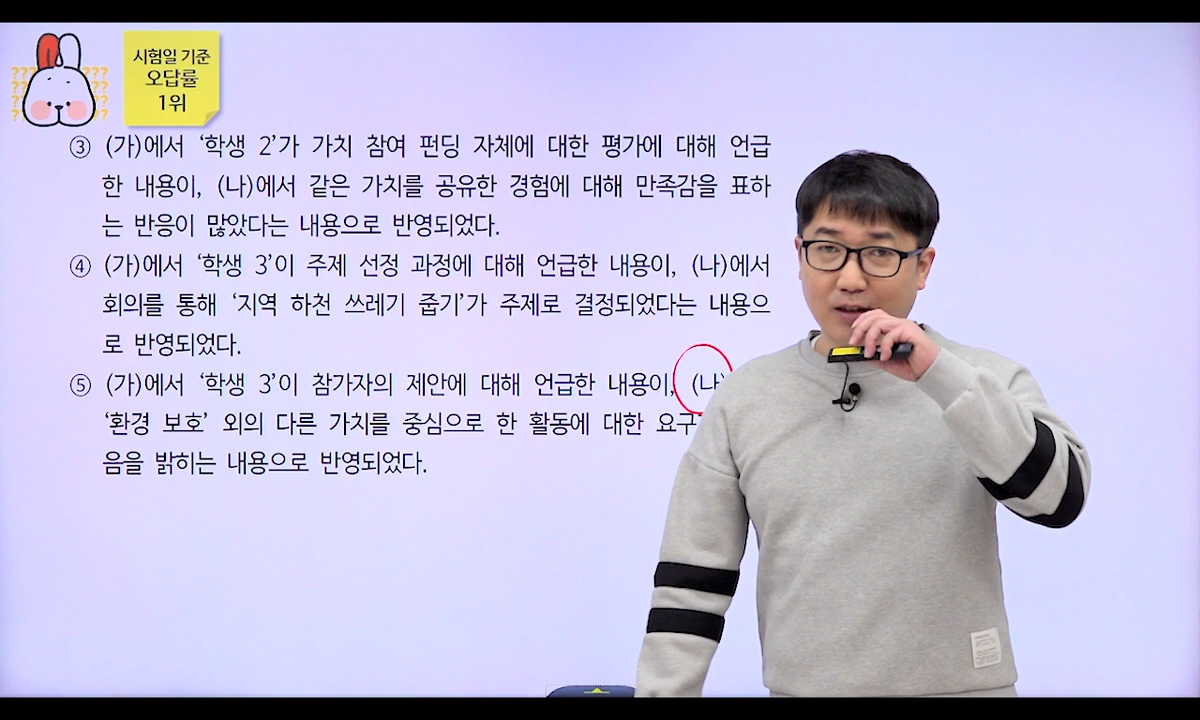 시험일 기준
오답률
1위
③ (가)에서 ‘학생 2’가 가치 참여 펀딩 자체에 대한 평가에 대해 언급
한 내용이, (나)에서 같은 가치를 공유한 경험에 대해 만족감을 표하
는 반응이 많았다는 내용으로 반영되었다.
④ (가)에서 ‘학생 3’이 주제 선정 과정에 대해 언급한 내용이, (나)에서
회의를 통해 ‘지역 하천 쓰레기 줍기’가 주제로 결정되었다는 내용으
로 반영되었다.
⑤ (가)에서 ‘학생 3’이 참가자의 제안에 대해 언급한 내용이, (나)
‘환경 보호’ 외의 다른 가치를 중심으로 한 활동에 대한 요구
음을 밝히는 내용으로 반영되었다.